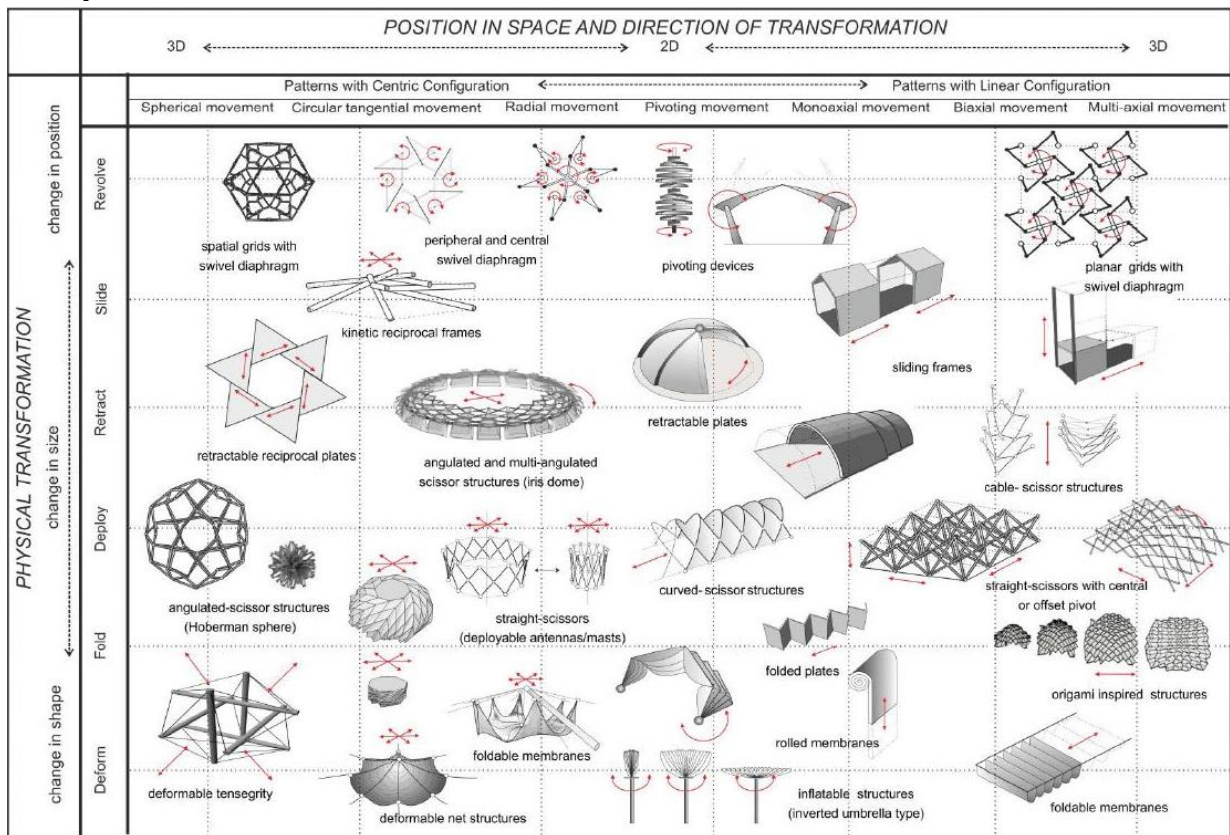 POSITION IN SPACE AND DIRECTION OF TRANSFORMATION
3D 2D 3D
Patterns with Centric Configuration Patterns with Linear Configuration
Spherical movement Circular tangential movement Radial movement Pivoting movement Monoaxial movement Biaxial movement Multi-axial movement
PHYSICAL TRANSFORMATION
change in position
change in size
change in shape
Revolve
Slide
Retract
Deploy
Fold
Deform
spatial grids with
swivel diaphragm
peripheral and central
swivel diaphragm
pivoting devices
planar grids with
swivel diaphragm
kinetic reciprocal frames
sliding frames
retractable reciprocal plates
angulated and multi-angulated
scissor structures (iris dome)
retractable plates
cable- scissor structures
angulated-scissor structures
(Hoberman sphere)
straight-scissors
(deployable antennas/masts)
curved- scissor structures
straight-scissors with central
or offset pivot
folded plates
origami inspired structures
foldable membranes
rolled membranes
deformable tensegrity
deformable net structures
inflatable structures
(inverted umbrella type)
foldable membranes